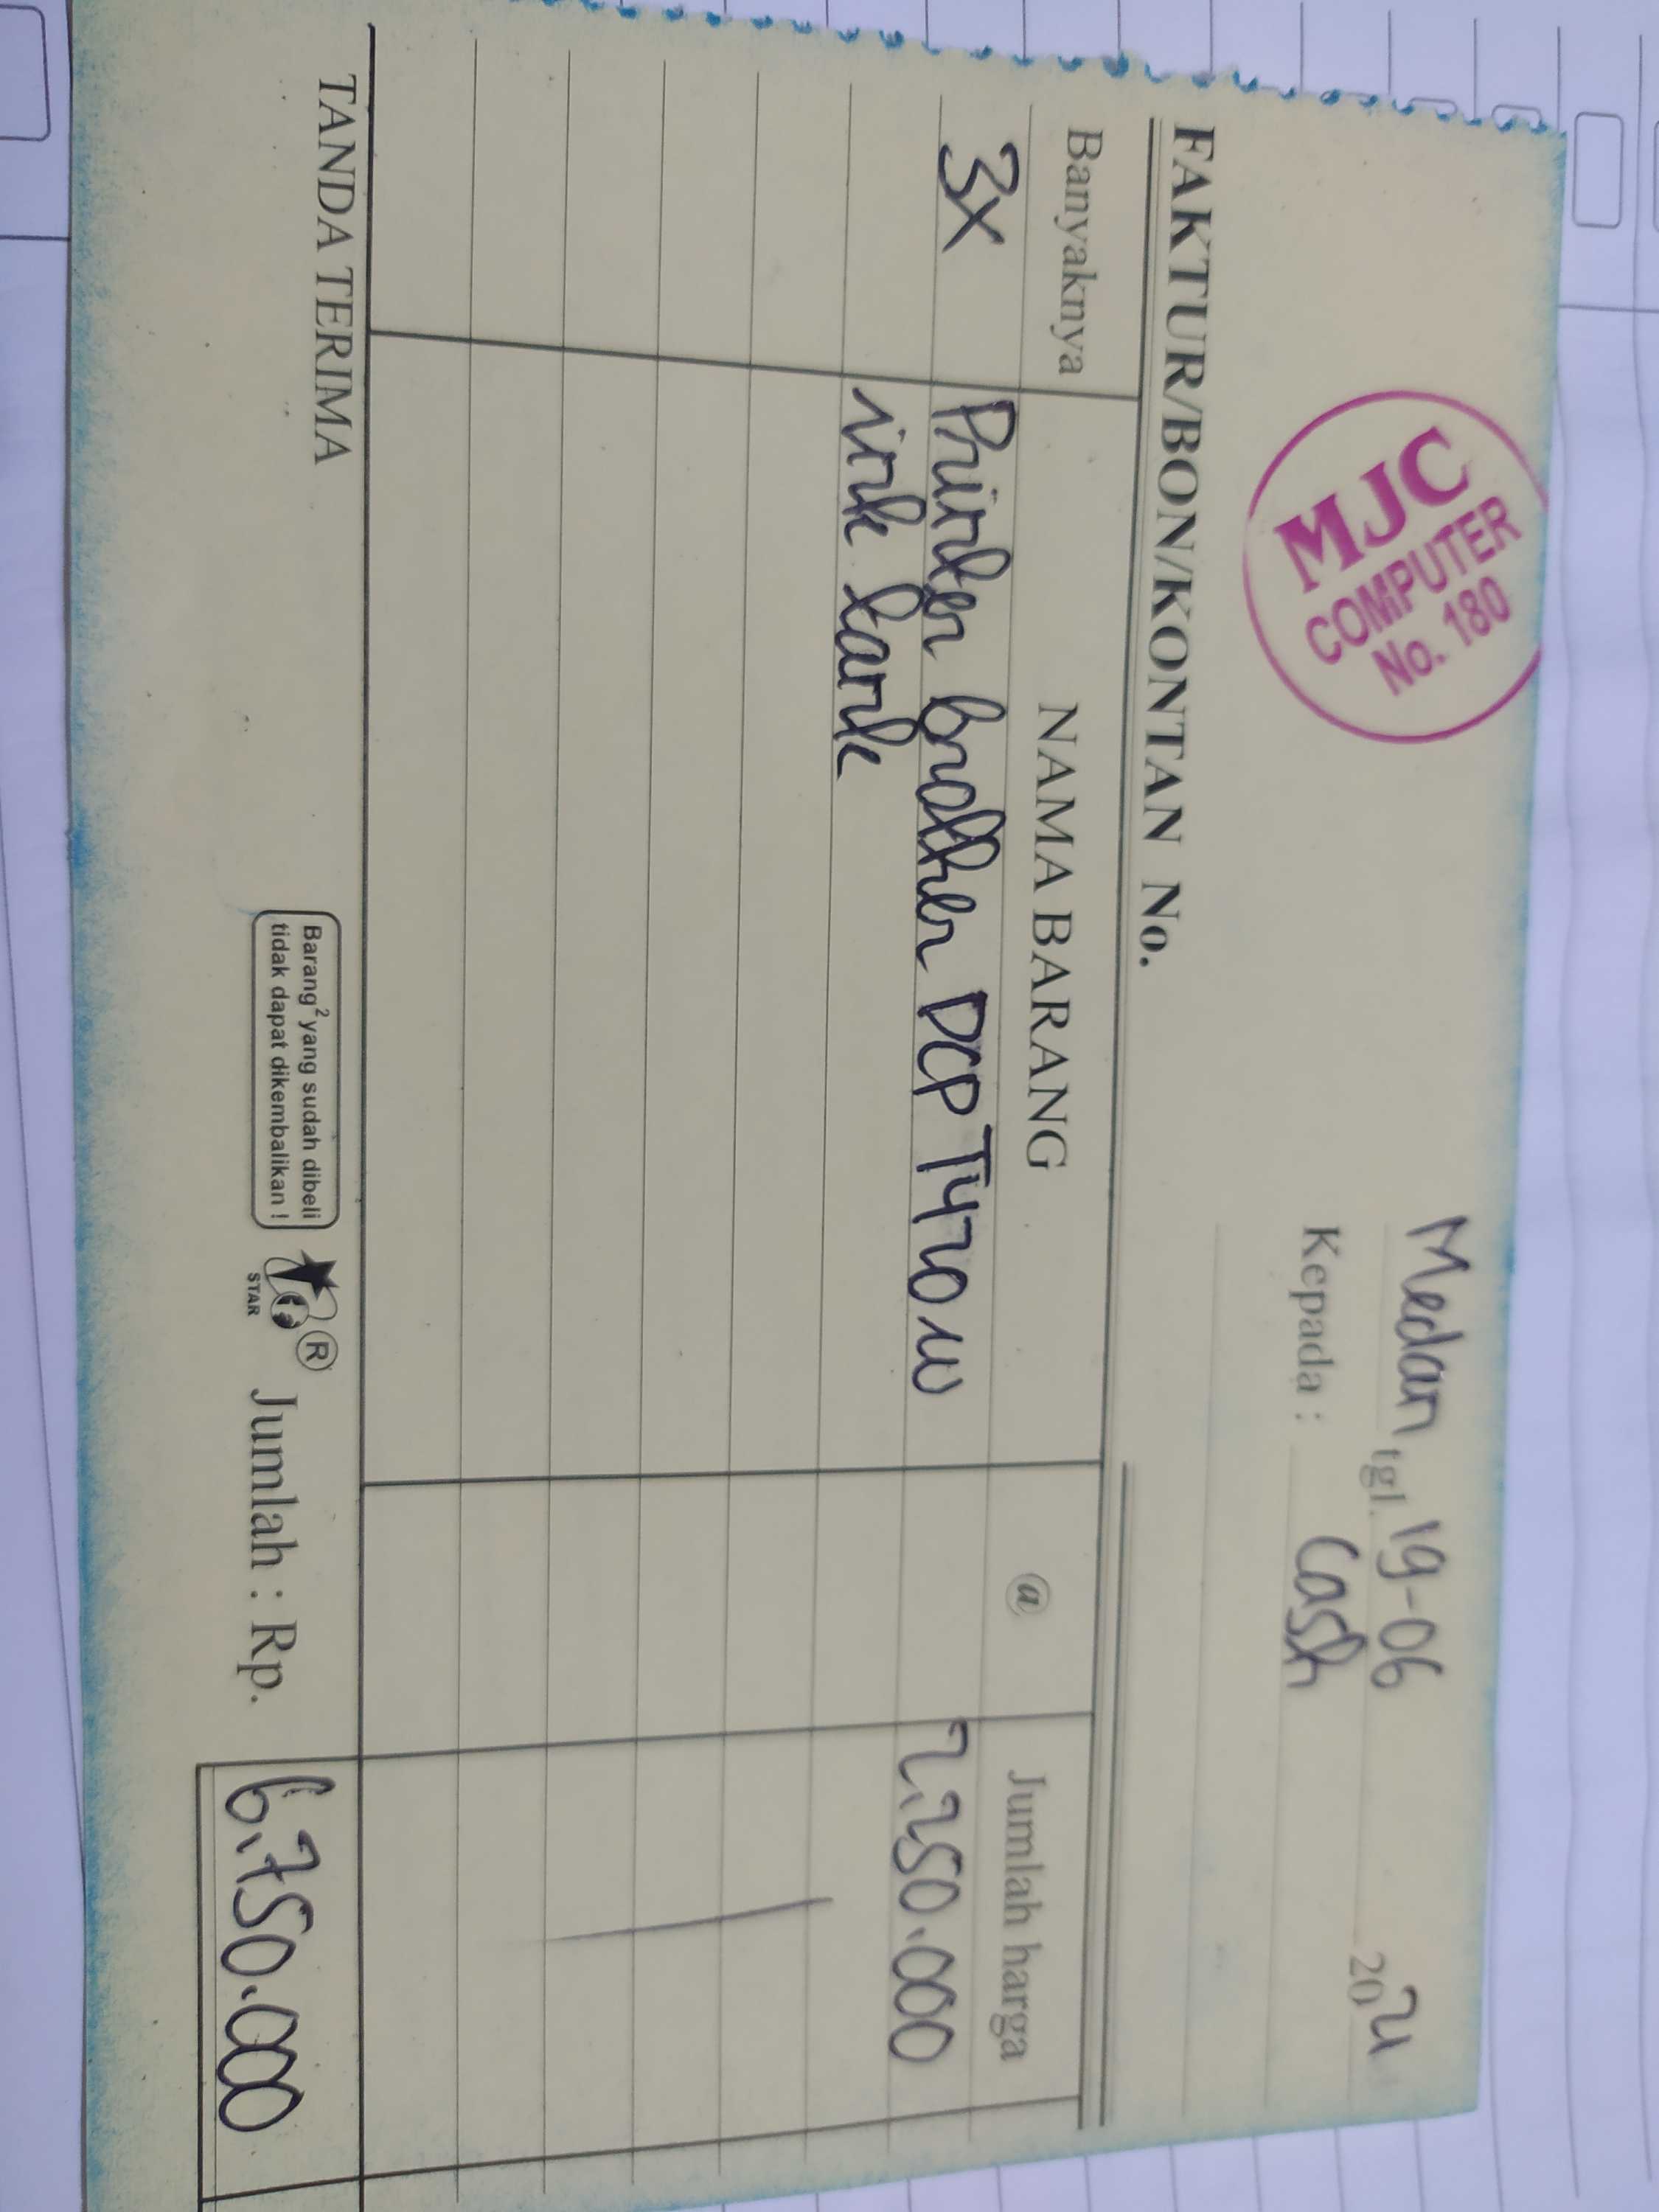 MJC
COMPUTER
No. 180
Medan, tgl. 19-06 2024
Kepada : Cash
FAKTUR/BON/KONTAN No.
Banyaknya NAMA BARANG @ Jumlah harga
3x Printer brother DCP T420W 2.250.000
ink tank
TANDA TERIMA
Barang² yang sudah dibeli
tidak dapat dikembalikan !
STAR
®
Jumlah : Rp. 6.750.000